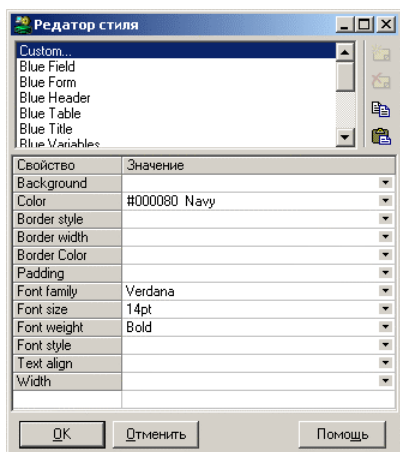 Редатор стиля
Custom...
Blue Field
Blue Form
Blue Header
Blue Table
Blue Title
Blue Variables
Свойство Значение
Background
Color #000080 Navy
Border style
Border width
Border Color
Padding
Font family Verdana
Font size 14pt
Font weight Bold
Font style
Text align
Width
OK Отменить Помощь